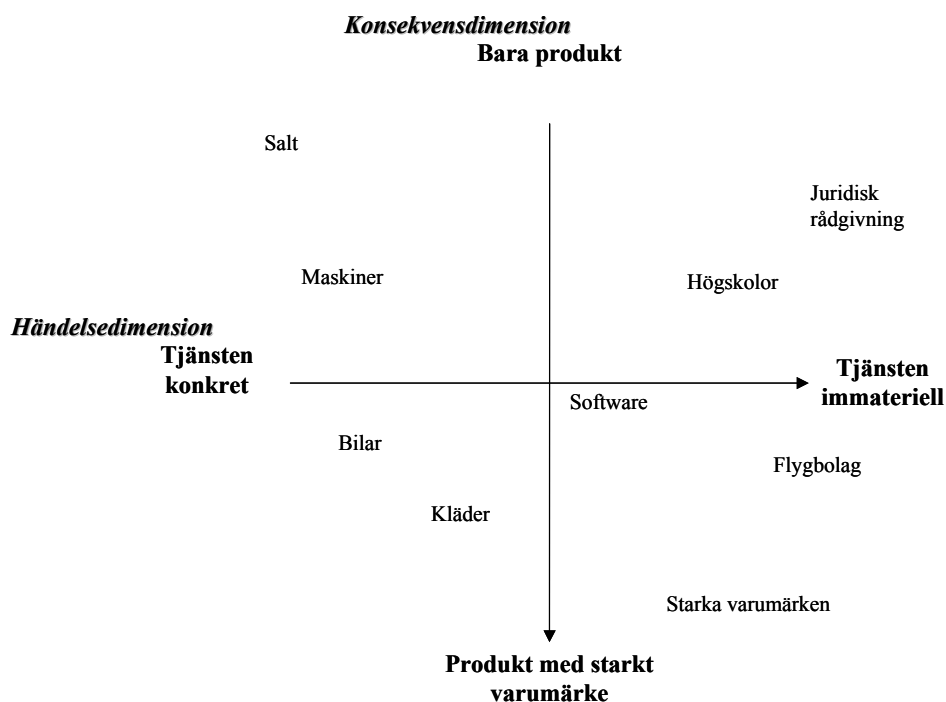 Konsekvensdimension
Bara produkt
Salt
Juridisk
rådgivning
Maskiner
Högskolor
Händelsedimension
Tjänsten
konkret
Tjänsten
immateriell
Software
Bilar
Flygbolag
Kläder
Starka varumärken
Produkt med starkt
varumärke